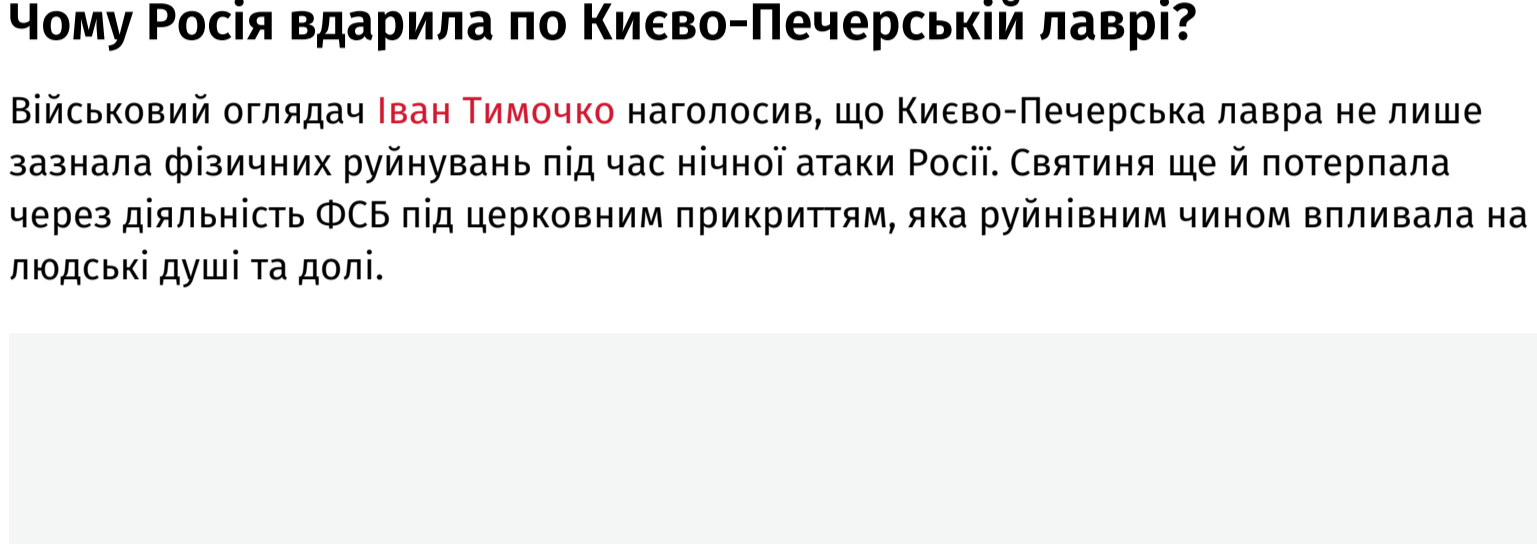 Чому Росія вдарила по Києво-Печерській лаврі?
Військовий оглядач Іван Тимочко наголосив, що Києво-Печерська лавра не лише
зазнала фізичних руйнувань під час нічної атаки Росії. Святиня ще й потерпала
через діяльність ФСБ під церковним прикриттям, яка руйнівним чином впливала на
людські душі та долі.